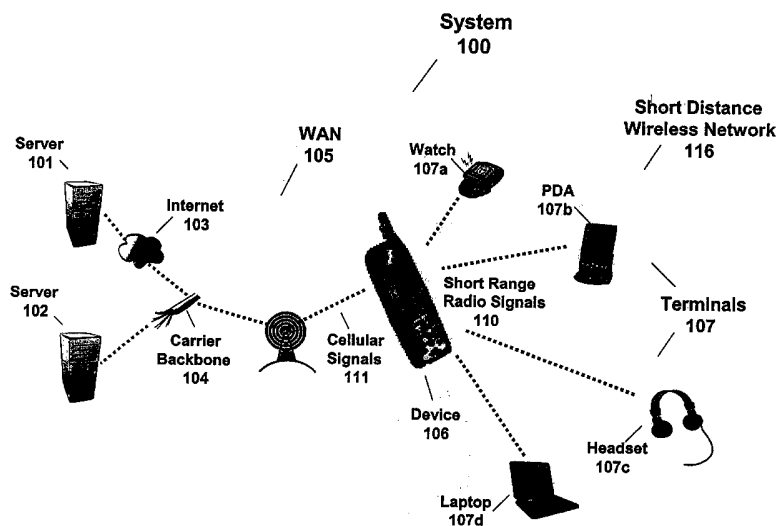 System
100
Short Distance
Wireless Network
116
WAN
105
Server
101
Watch
107a
PDA
107b
Internet
103
Server
102
Short Range
Radio Signals
110
Terminals
107
Carrier
Backbone
104
Cellular
Signals
111
Device
106
Headset
107c
Laptop
107d